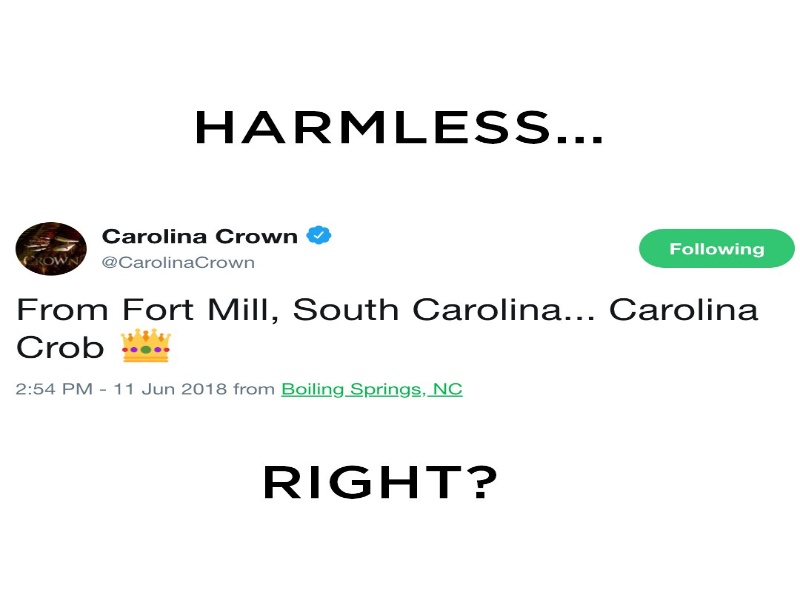 HARMLESS...
Carolina Crown
@CarolinaCrown
Following
CROWN
From Fort Mill, South Carolina... Carolina
Crob 👑
2:54 PM - 11 Jun 2018 from Boiling Springs, NC
RIGHT?